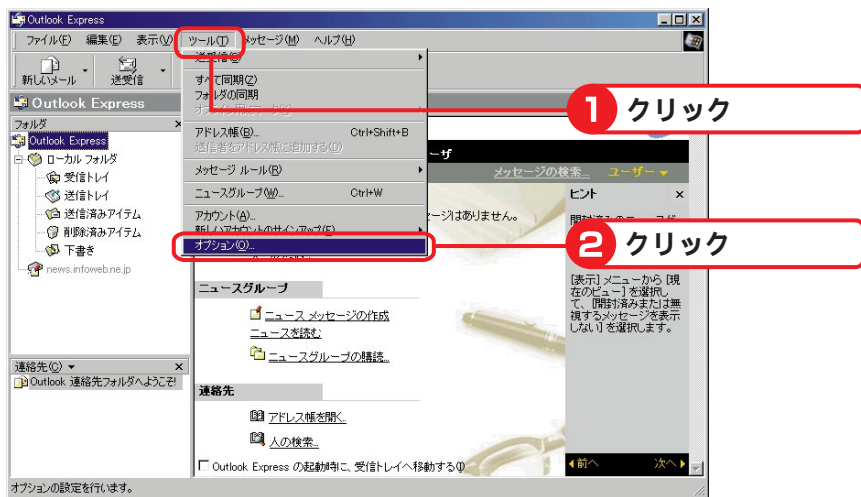 Outlook Express
ファイル(F) 編集(E) 表示(V) ツール(T) メッセージ(M) ヘルプ(H)
新しいメール 送受信
Outlook Express
フォルダ ×
Outlook Express
ローカル フォルダ
受信トレイ
送信トレイ
送信済みアイテム
削除済みアイテム
下書き
news.infoweb.ne.jp
連絡先(C) ×
Outlook 連絡先フォルダへようこそ!
すべて同期(Z)
フォルダの同期
アドレス帳(B)... Ctrl+Shift+B
送信者をアドレス帳に追加する(D)
メッセージ ルール(R)
ニュースグループ(W)... Ctrl+W
アカウント(A)...
新しいアカウントのサインアップ(E)
オプション(O)...
1 クリック
2 クリック
メッセージの検索... ユーザー
ージはありません。
ニュースグループ
ニュース メッセージの作成
ニュースを読む
ニュースグループの購読...
連絡先
アドレス帳を開く...
人の検索...
Outlook Express の起動時に、受信トレイへ移動する(I)
ヒント ×
[表示] メニューから [現
在のビュー] を選択し
て、[開封済みまたは無
視するメッセージを表示
しない] を選択します。
前へ 次へ
オプションの設定を行います。